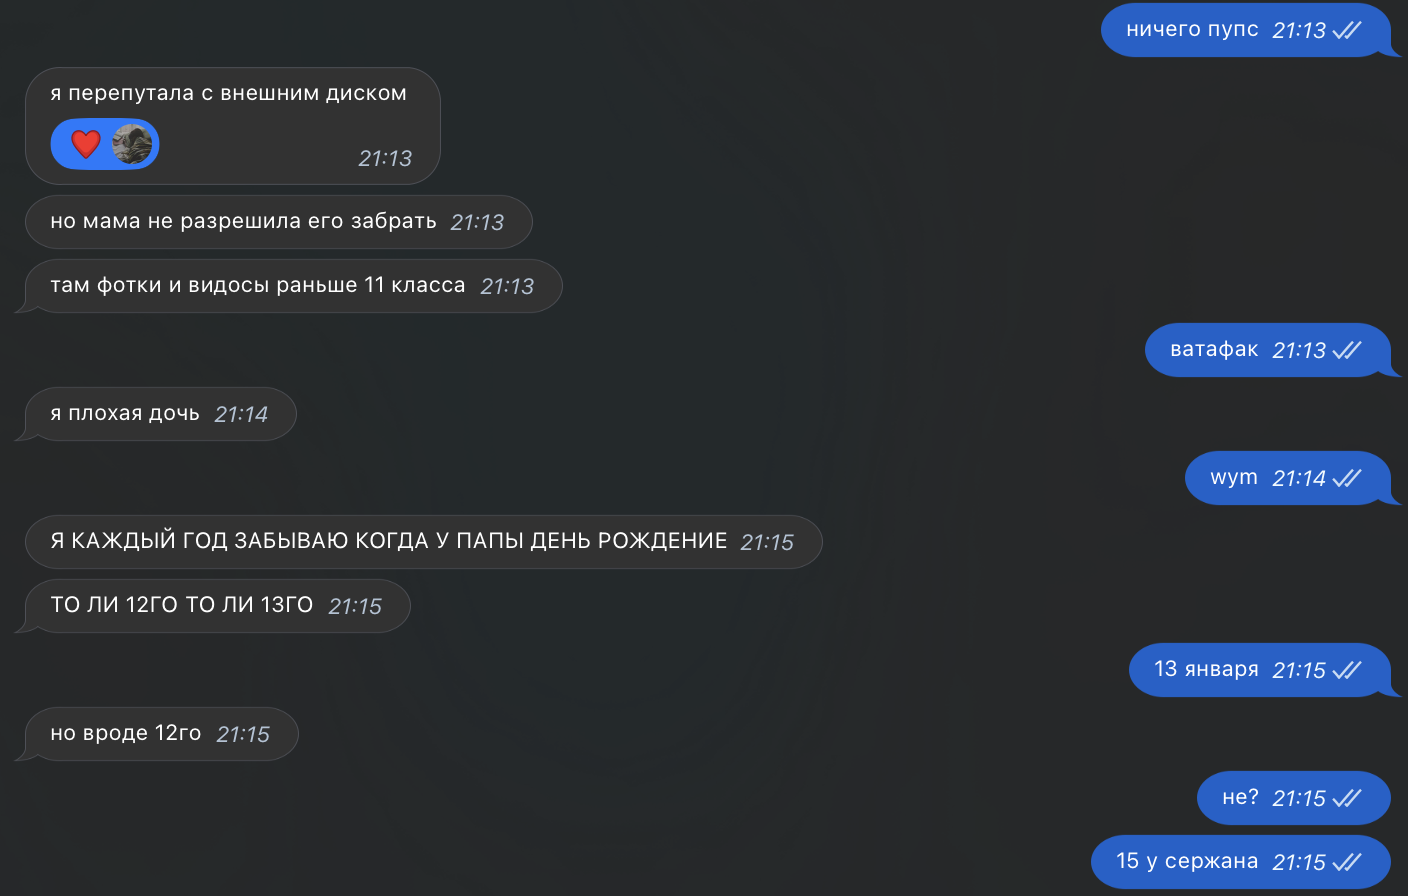 ничего пупс 21:13
я перепутала с внешним диском
21:13
но мама не разрешила его забрать 21:13
там фотки и видосы раньше 11 класса 21:13
ватафак 21:13
я плохая дочь 21:14
wym 21:14
Я КАЖДЫЙ ГОД ЗАБЫВАЮ КОГДА У ПАПЫ ДЕНЬ РОЖДЕНИЕ 21:15
ТО ЛИ 12ГО ТО ЛИ 13ГО 21:15
13 января 21:15
но вроде 12го 21:15
не? 21:15
15 у сержана 21:15